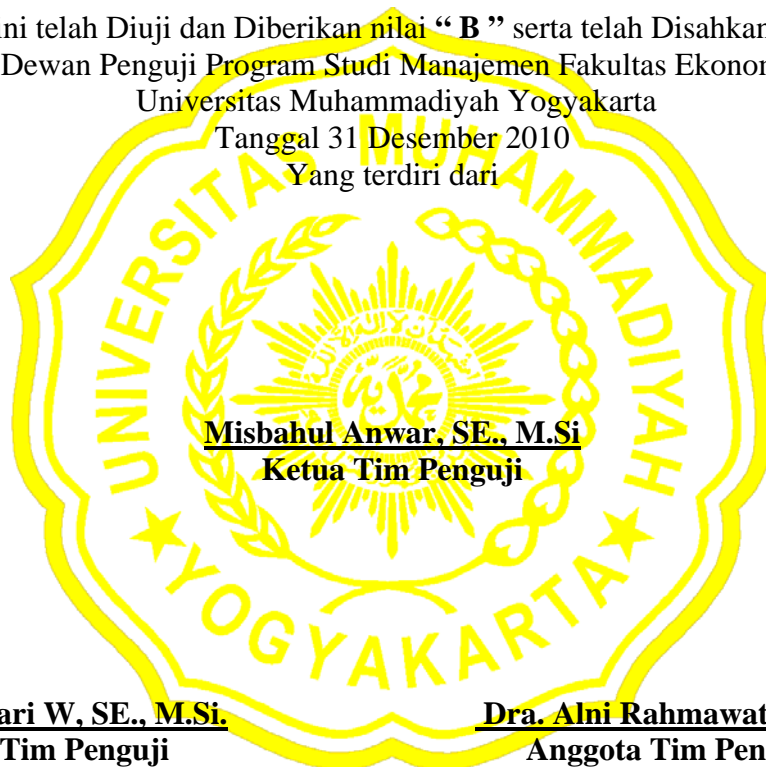 ini telah Diuji dan Diberikan nilai “ B ” serta telah Disahkan
Dewan Penguji Program Studi Manajemen Fakultas Ekonom
Universitas Muhammadiyah Yogyakarta
Tanggal 31 Desember 2010
Yang terdiri dari
UNIVERSITAS MUHAMMADIYAH
Misbahul Anwar, SE., M.Si
Ketua Tim Penguji
★ YOGYAKARTA ★
ari W, SE., M.Si.
Dra. Alni Rahmawat
Tim Penguji
Anggota Tim Pen